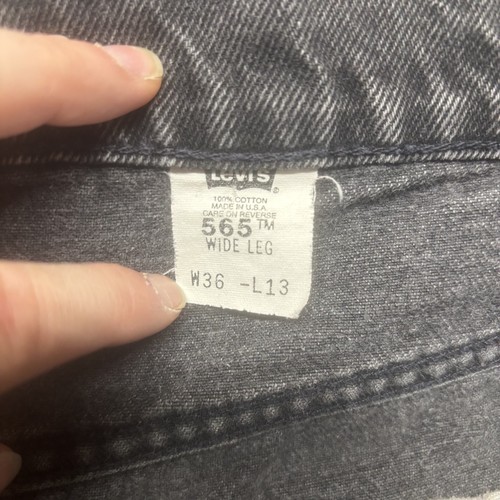 Levi's
®
100% COTTON
MADE IN U.S.A.
CARE ON REVERSE
565™
WIDE LEG
W36 -L13